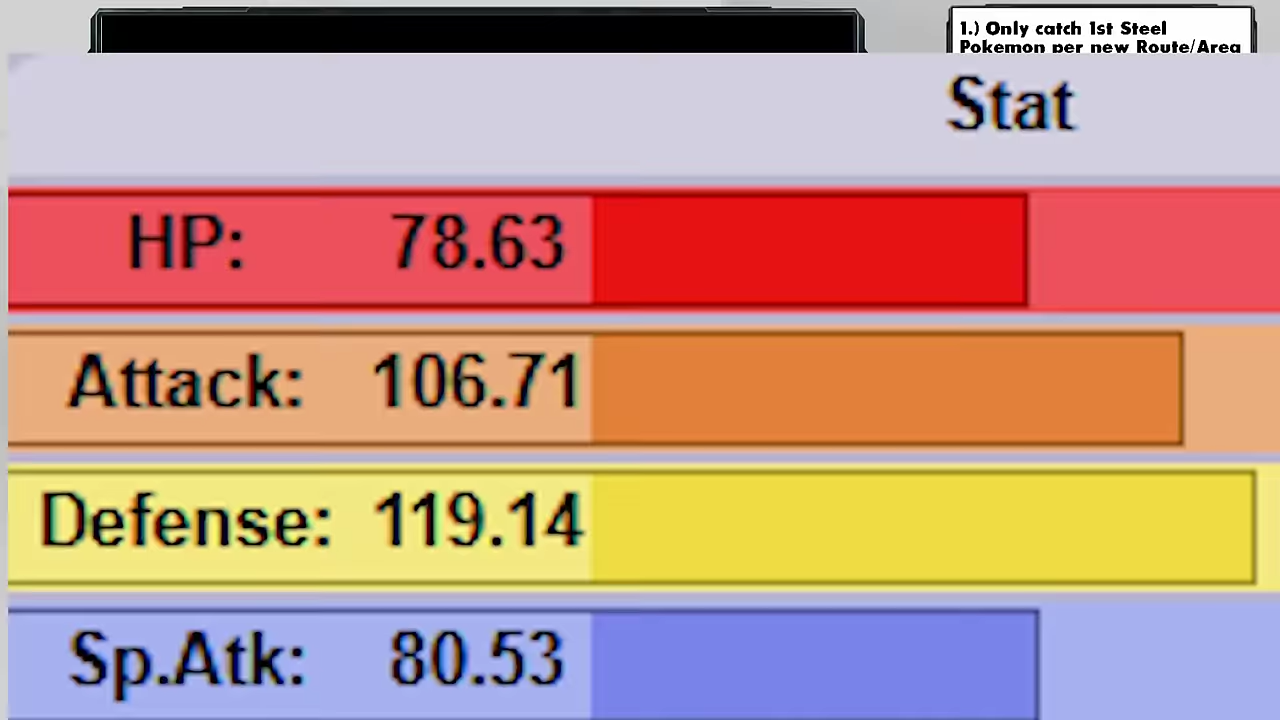 1.) Only catch 1st Steel
Pokemon per new Route/Area
Stat
HP: 78.63
Attack: 106.71
Defense: 119.14
Sp.Atk: 80.53